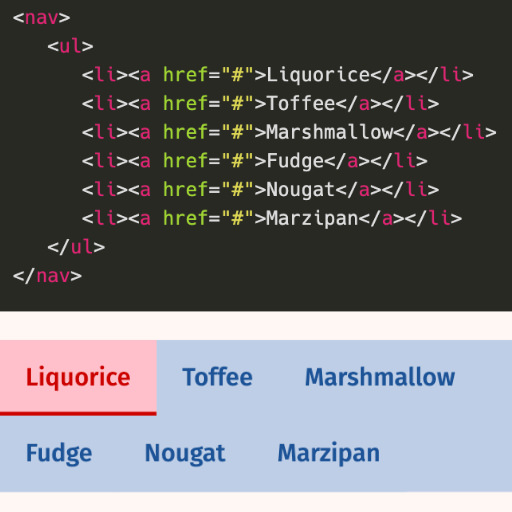 <nav>
<ul>
<li><a href="#">Liquorice</a></li>
<li><a href="#">Toffee</a></li>
<li><a href="#">Marshmallow</a></li>
<li><a href="#">Fudge</a></li>
<li><a href="#">Nougat</a></li>
<li><a href="#">Marzipan</a></li>
</ul>
</nav>
Liquorice Toffee Marshmallow
Fudge Nougat Marzipan